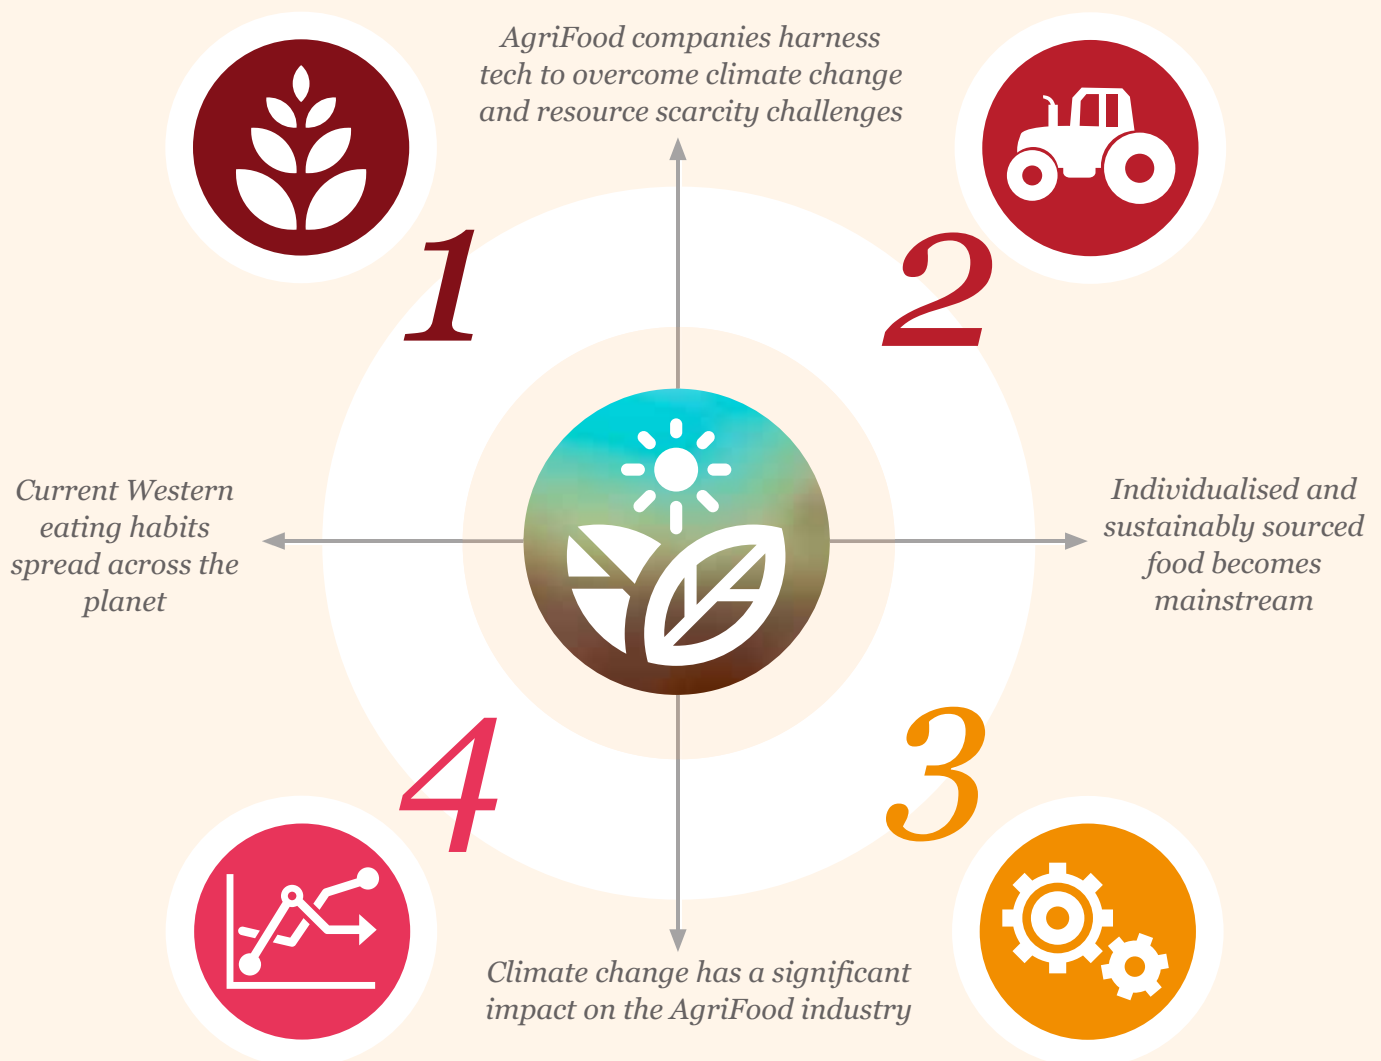 AgriFood companies harness
tech to overcome climate change
and resource scarcity challenges
1
2
Current Western
eating habits
spread across the
planet
Individualised and
sustainably sourced
food becomes
mainstream
4
3
Climate change has a significant
impact on the AgriFood industry